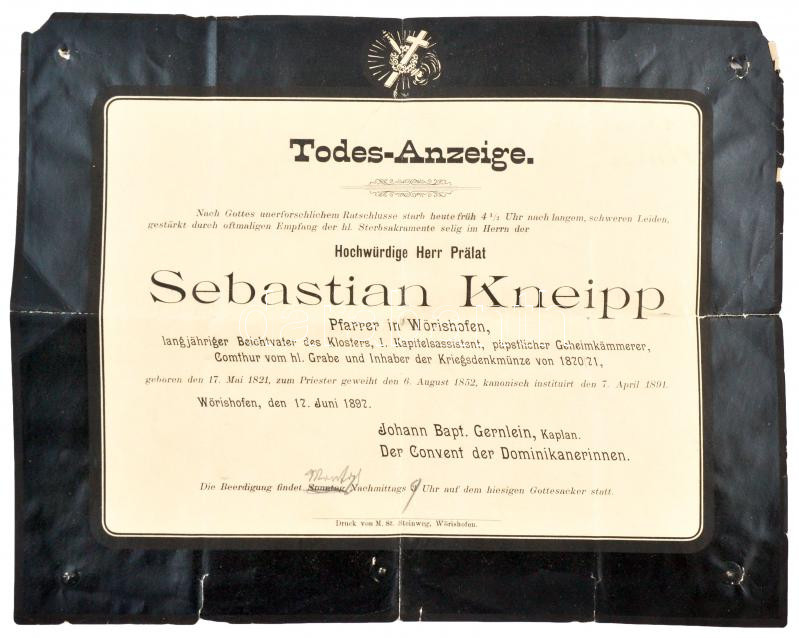 Todes-Anzeige.
Nach Gottes unerforschlichem Ratschlusse starb heute früh 4 1/2 Uhr nach langem, schweren Leiden,
gestärkt durch oftmaligen Empfang der hl. Sterbsakramente selig im Herrn der
Hochwürdige Herr Prälat
Sebastian Kneipp
Pfarrer in Wörishofen,
langjähriger Beichtvater des Klosters, I. Kapitelsassistent, päpstlicher Geheimkämmerer,
Comthur vom hl. Grabe und Inhaber der Kriegsdenkmünze von 1870/71,
geboren den 17. Mai 1821, zum Priester geweiht den 6. August 1852, kanonisch instituirt den 7. April 1891.
Wörishofen, den 17. Juni 1897.
Johann Bapt. Gernlein, Kaplan.
Der Convent der Dominikanerinnen.
Montag
Die Beerdigung findet Sonntag Nachmittags 9 Uhr auf dem hiesigen Gottesacker statt.
Druck von M. St. Steinweg, Wörishofen.